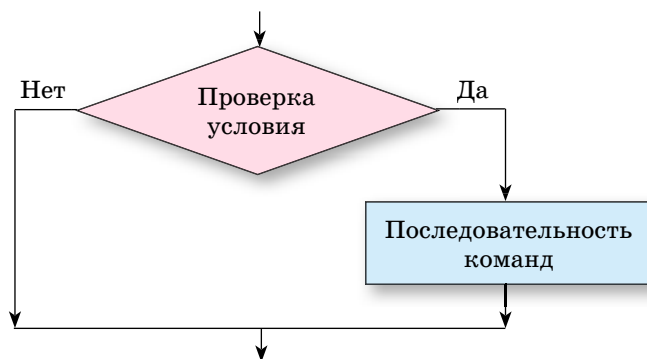 Нет
Да
Проверка
условия
Последовательность
команд